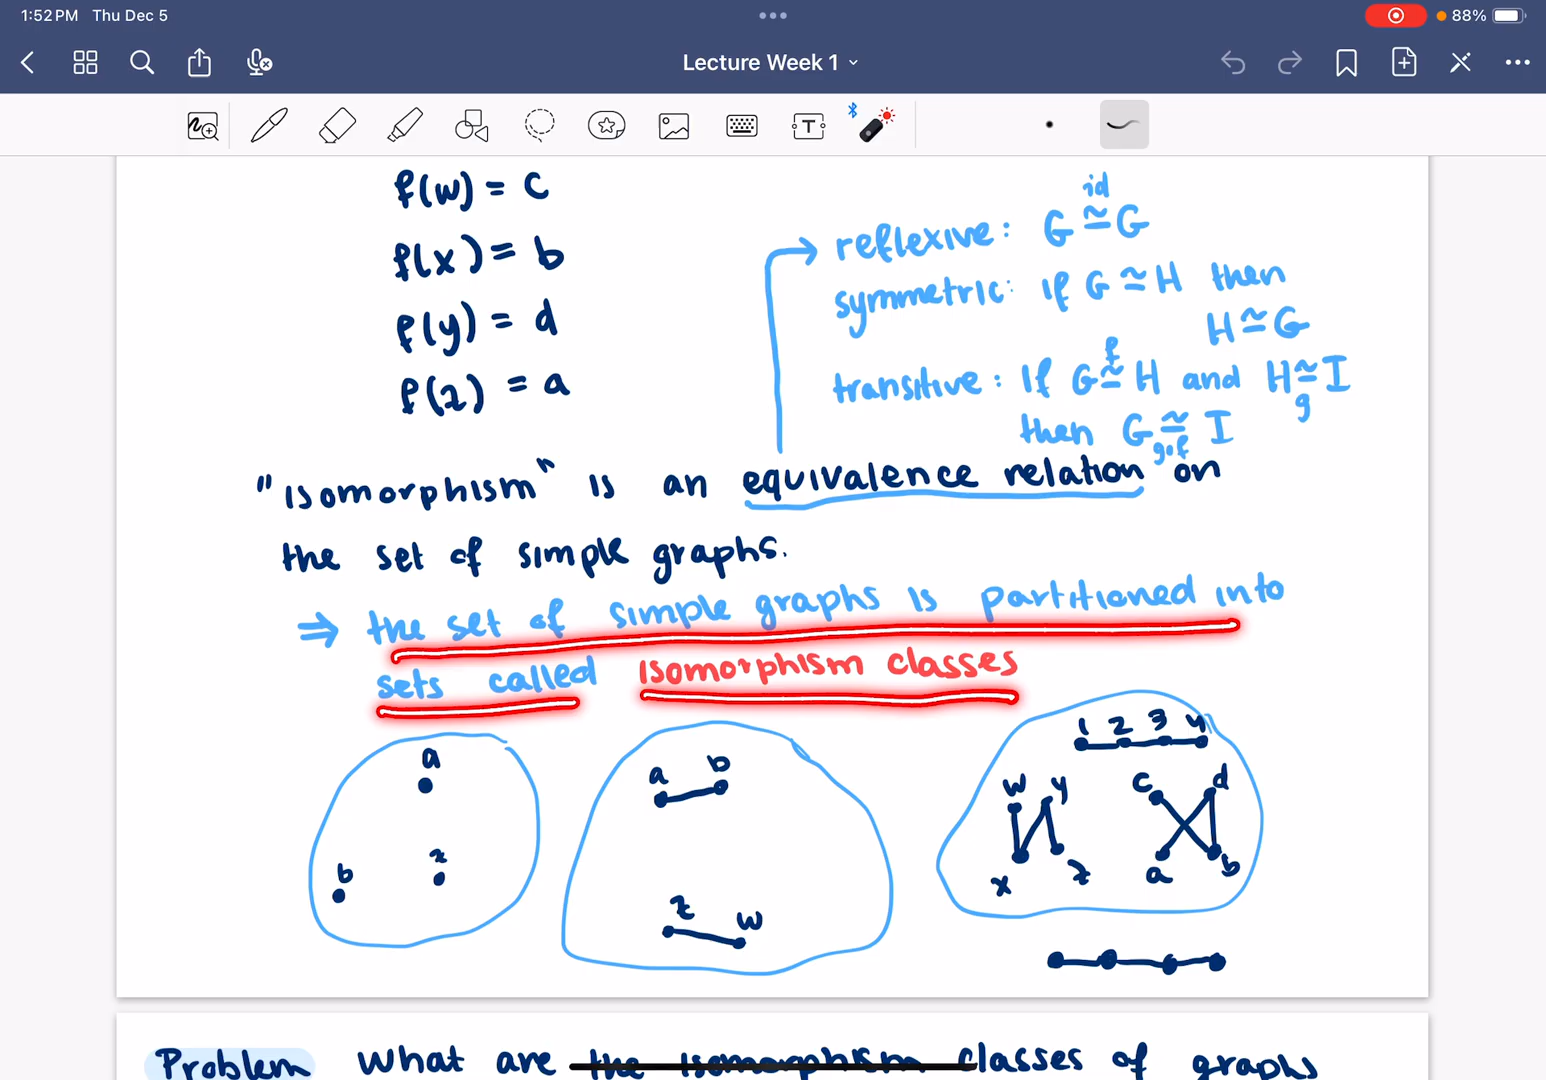 1:52 PM Thu Dec 5
88%
Lecture Week 1
f(w) = c
f(x) = b
f(y) = d
f(z) = a
reflexive: G ≅ G
id
symmetric: If G ≅ H then
H ≅ G
transitive: If G ≅ H and H ≅ I
f
g
then G ≅ I
g∘f
"isomorphism" is an equivalence relation on
the set of simple graphs.
⇒ the set of simple graphs is partitioned into
sets called isomorphism classes
a
b z
a b
z w
1 2 3 4
w y
x z
c d
a b
Problem What are the isomorphism classes of graphs